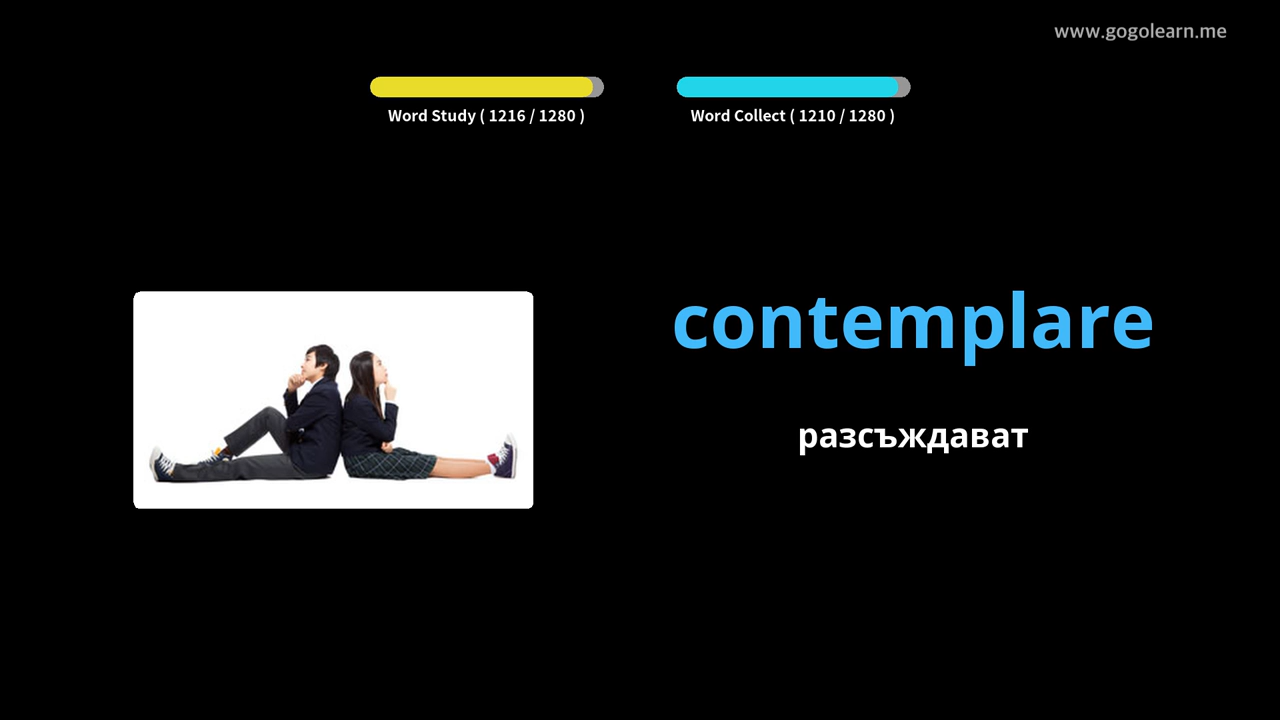 www.gogolearn.me
Word Study ( 1216 / 1280 )
Word Collect ( 1210 / 1280 )
contemplare
разсъждават